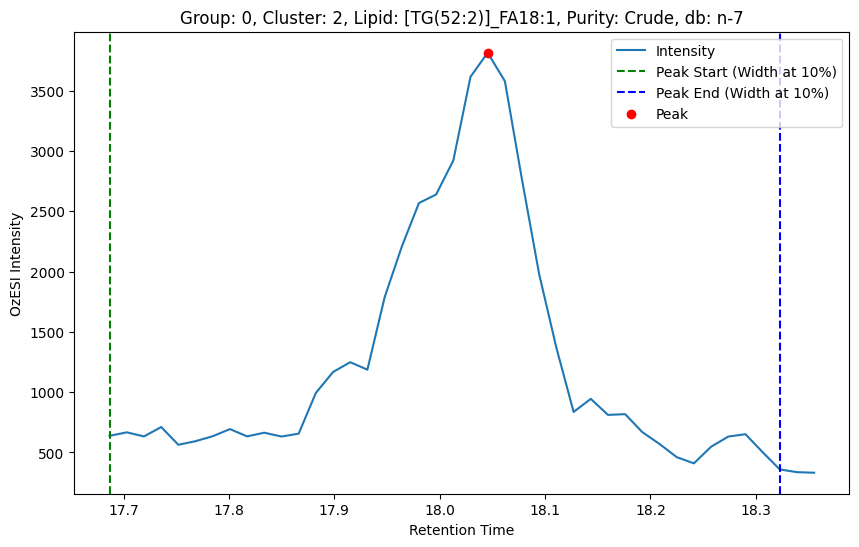 Group: 0, Cluster: 2, Lipid: [TG(52:2)]_FA18:1, Purity: Crude, db: n-7
Intensity
Peak Start (Width at 10%)
Peak End (Width at 10%)
Peak
OzESI Intensity
3500
3000
2500
2000
1500
1000
500
17.7 17.8 17.9 18.0 18.1 18.2 18.3
Retention Time